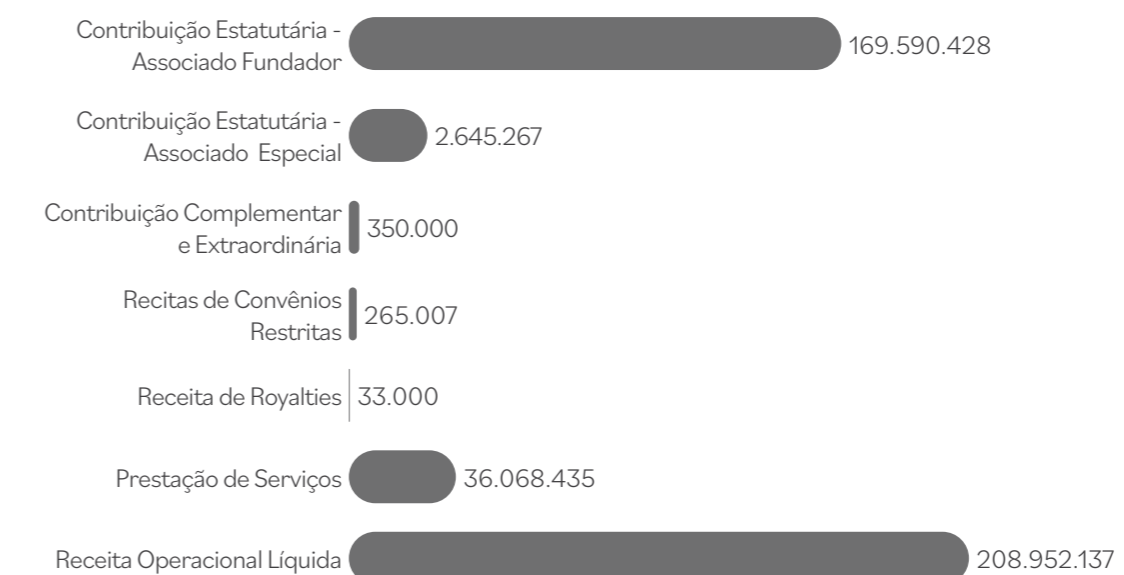 Contribuição Estatutária -
Associado Fundador
169.590.428
Contribuição Estatutária -
Associado Especial
2.645.267
Contribuição Complementar
e Extraordinária
350.000
Recitas de Convênios
Restritas
265.007
Receita de Royalties
33.000
Prestação de Serviços
36.068.435
Receita Operacional Líquida
208.952.137